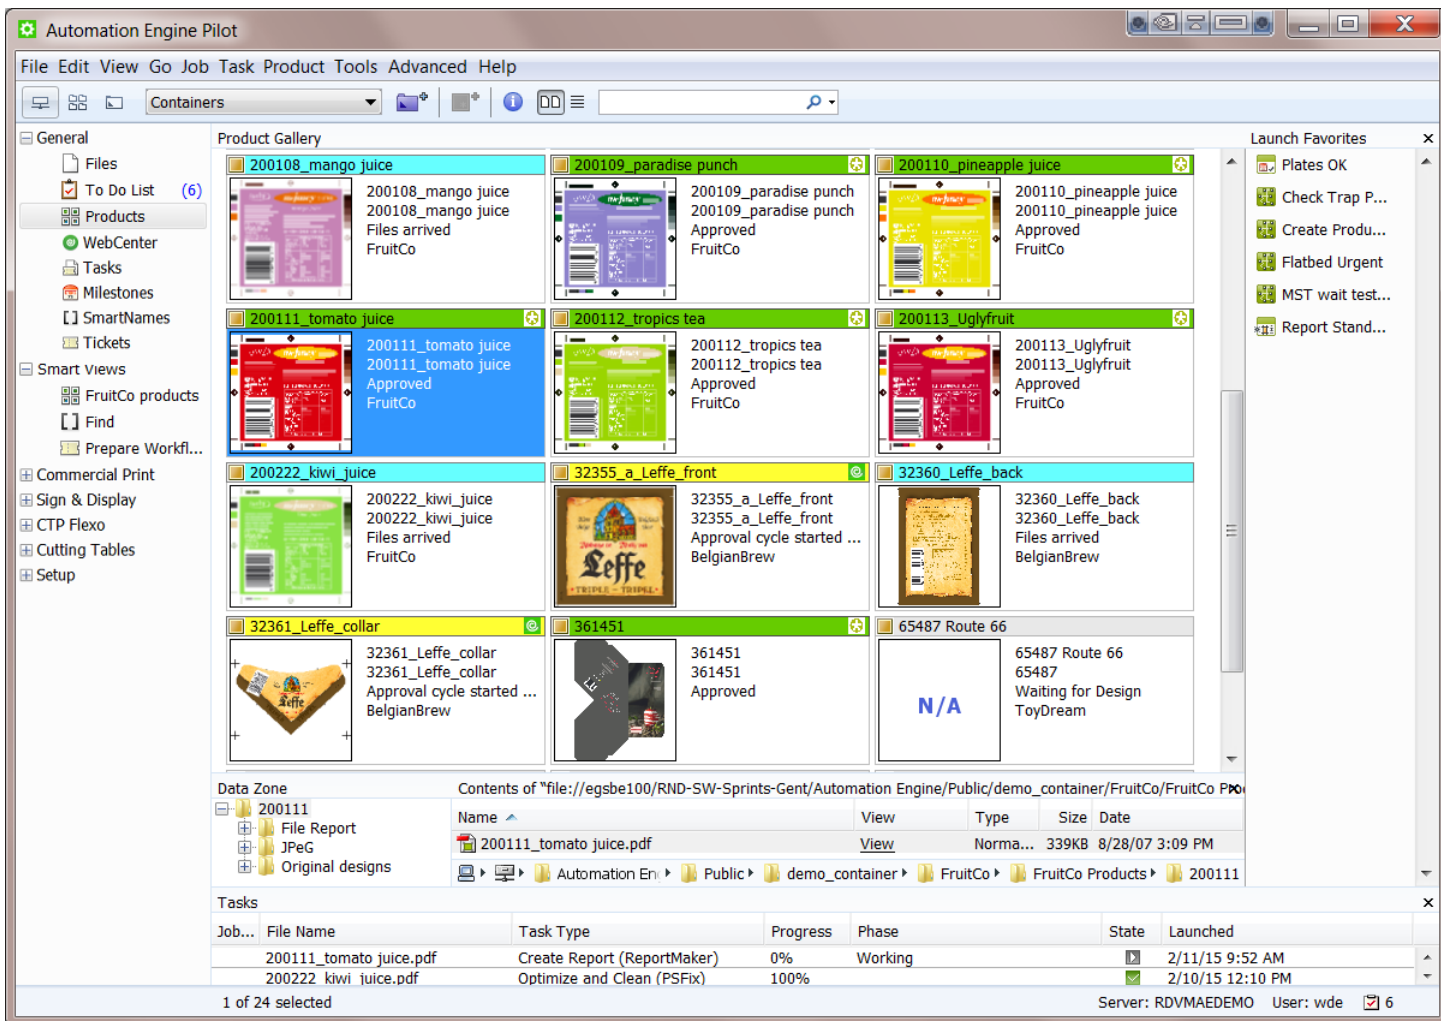 Automation Engine Pilot
File Edit View Go Job Task Product Tools Advanced Help
Containers
General
Files
To Do List (6)
Products
WebCenter
Tasks
Milestones
SmartNames
Tickets
Smart Views
FruitCo products
Find
Prepare Workfl...
Commercial Print
Sign & Display
CTP Flexo
Cutting Tables
Setup
Product Gallery
200108_mango juice
200108_mango juice
200108_mango juice
Files arrived
FruitCo
200109_paradise punch
200109_paradise punch
200109_paradise punch
Approved
FruitCo
200110_pineapple juice
200110_pineapple juice
200110_pineapple juice
Approved
FruitCo
200111_tomato juice
200111_tomato juice
200111_tomato juice
Approved
FruitCo
200112_tropics tea
200112_tropics tea
200112_tropics tea
Approved
FruitCo
200113_Uglyfruit
200113_Uglyfruit
200113_Uglyfruit
Approved
FruitCo
200222_kiwi_juice
200222_kiwi_juice
200222_kiwi_juice
Files arrived
FruitCo
32355_a_Leffe_front
Leffe
TRIPLE - TRIPEL
32355_a_Leffe_front
32355_a_Leffe_front
Approval cycle started ...
BelgianBrew
32360_Leffe_back
32360_Leffe_back
32360_Leffe_back
Files arrived
BelgianBrew
32361_Leffe_collar
Leffe
32361_Leffe_collar
32361_Leffe_collar
Approval cycle started ...
BelgianBrew
361451
361451
361451
Approved
65487 Route 66
N/A
65487 Route 66
65487
Waiting for Design
ToyDream
Launch Favorites
Plates OK
Check Trap P...
Create Produ...
Flatbed Urgent
MST wait test...
Report Stand...
Data Zone
200111
File Report
JPeG
Original designs
Contents of "file://egsbe100/RND-SW-Sprints-Gent/Automation Engine/Public/demo_container/FruitCo/FruitCo
Name View Type Size Date
200111_tomato juice.pdf View Norma... 339KB 8/28/07 3:09 PM
Automation Public demo_container FruitCo FruitCo Products 200111
Tasks
Job... File Name Task Type Progress Phase State Launched
200111_tomato juice.pdf Create Report (ReportMaker) 0% Working 2/11/15 9:52 AM
200222_kiwi_juice.pdf Optimize and Clean (PSFix) 100% 2/10/15 12:10 PM
1 of 24 selected
Server: RDVMAEDEMO User: wde 6